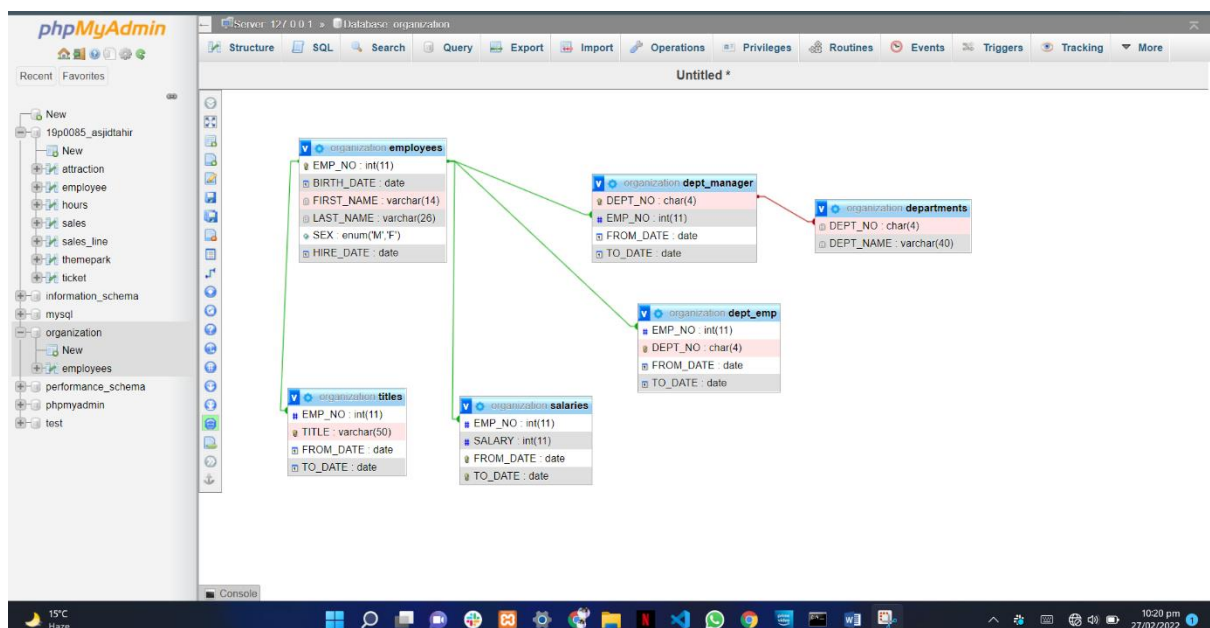 phpMyAdmin
Recent Favorites
New
19p0085_asjidtahir
New
attraction
employee
hours
sales
sales_line
themepark
ticket
information_schema
mysql
organization
New
employees
performance_schema
phpmyadmin
test
Server: 127.0.0.1 » Database: organization
Structure SQL Search Query Export Import Operations Privileges Routines Events Triggers Tracking More
Untitled *
organization employees
EMP_NO : int(11)
BIRTH_DATE : date
FIRST_NAME : varchar(14)
LAST_NAME : varchar(26)
SEX : enum('M','F')
HIRE_DATE : date
organization dept_manager
DEPT_NO : char(4)
EMP_NO : int(11)
FROM_DATE : date
TO_DATE : date
organization departments
DEPT_NO : char(4)
DEPT_NAME : varchar(40)
organization dept_emp
EMP_NO : int(11)
DEPT_NO : char(4)
FROM_DATE : date
TO_DATE : date
organization titles
EMP_NO : int(11)
TITLE : varchar(50)
FROM_DATE : date
TO_DATE : date
organization salaries
EMP_NO : int(11)
SALARY : int(11)
FROM_DATE : date
TO_DATE : date
Console
15°C
Haze
10:20 pm
27/02/2022